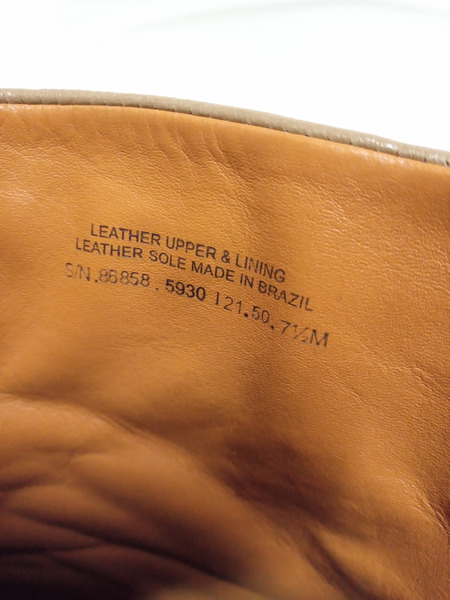 LEATHER UPPER & LINING
LEATHER SOLE MADE IN BRAZIL
S/N.86858.5930 121.50.7½M